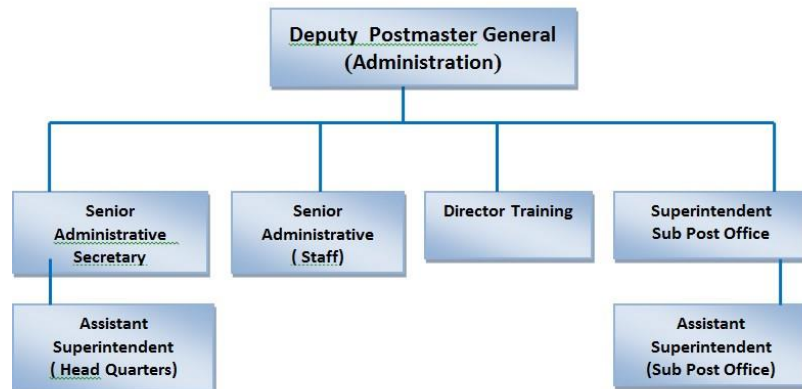 Deputy Postmaster General
(Administration)
Senior
Administrative
Secretary
Senior
Administrative
( Staff)
Director Training
Superintendent
Sub Post Office
Assistant
Superintendent
( Head Quarters)
Assistant
Superintendent
(Sub Post Office)